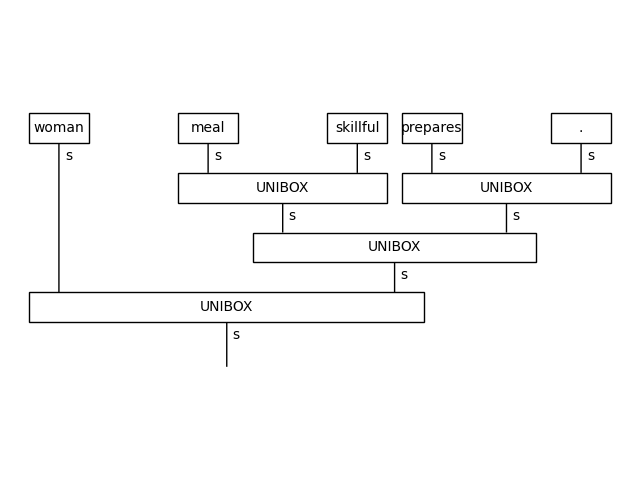 woman meal skillful prepares .
s s s s s
UNIBOX UNIBOX
s s
UNIBOX
s
UNIBOX
s